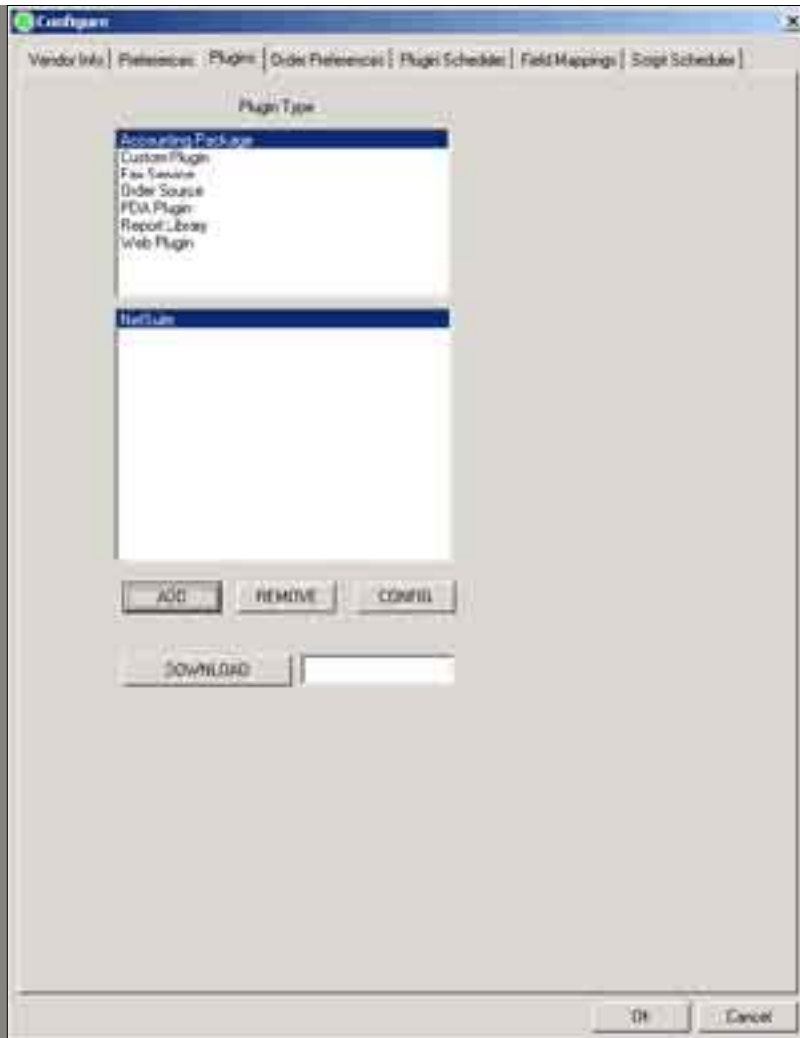 Configure
Vendor Info Preferences Plugins Order Preferences Plugin Scheduler Field Mappings Script Scheduler
Plugin Type
Accounting Package
Custom Plugin
Fax Service
Order Source
PDA Plugin
Report Library
Web Plugin
NetSuite
ADD REMOVE CONFIG
DOWNLOAD
OK Cancel